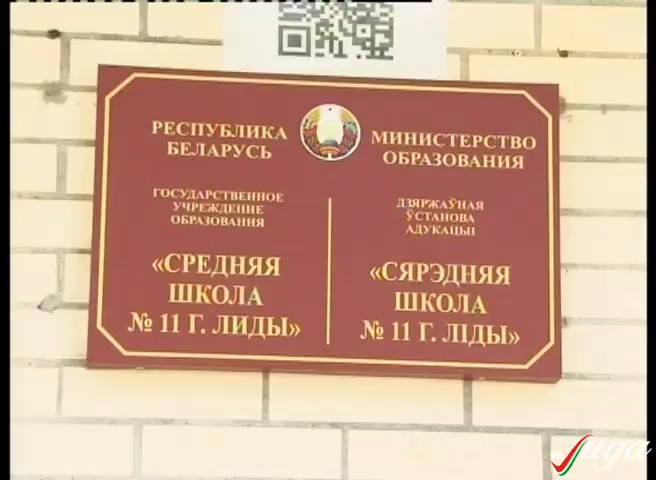 РЕСПУБЛИКА
БЕЛАРУСЬ
МИНИСТЕРСТВО
ОБРАЗОВАНИЯ
ГОСУДАРСТВЕННОЕ
УЧРЕЖДЕНИЕ
ОБРАЗОВАНИЯ
«СРЕДНЯЯ
ШКОЛА
№ 11 Г. ЛИДЫ»
ДЗЯРЖАЎНАЯ
ЎСТАНОВА
АДУКАЦЫІ
«СЯРЭДНЯЯ
ШКОЛА
№ 11 Г. ЛІДЫ»
Лида